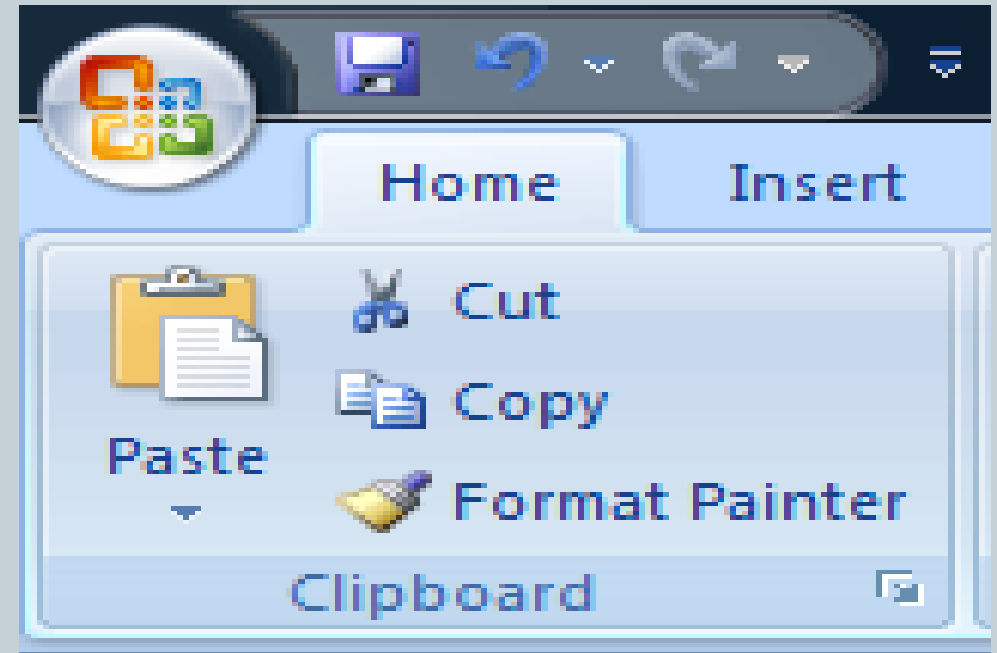 Home Insert
Cut
Copy
Paste
Format Painter
Clipboard